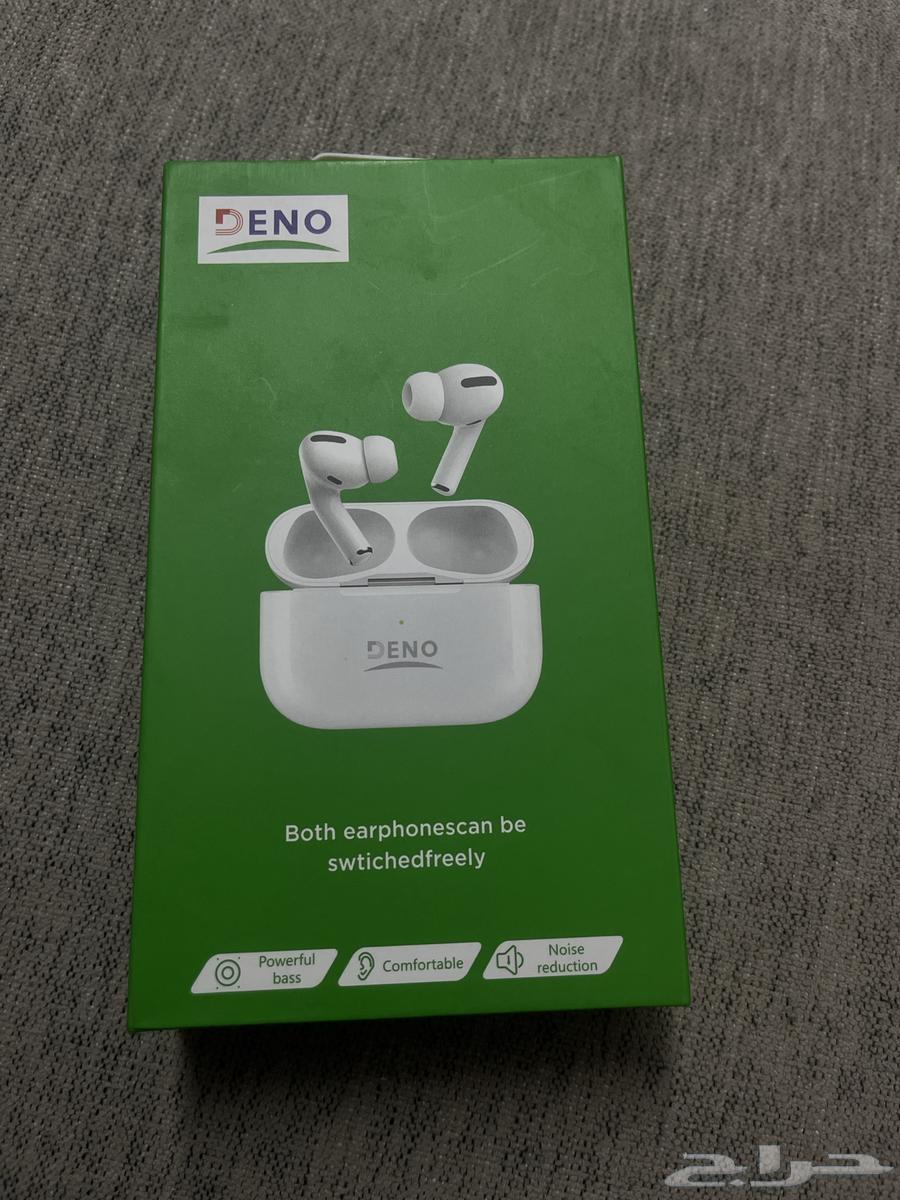 DENO
DENO
Both earphonescan be
swtichedfreely
Powerful
bass
Comfortable
Noise
reduction
حراج